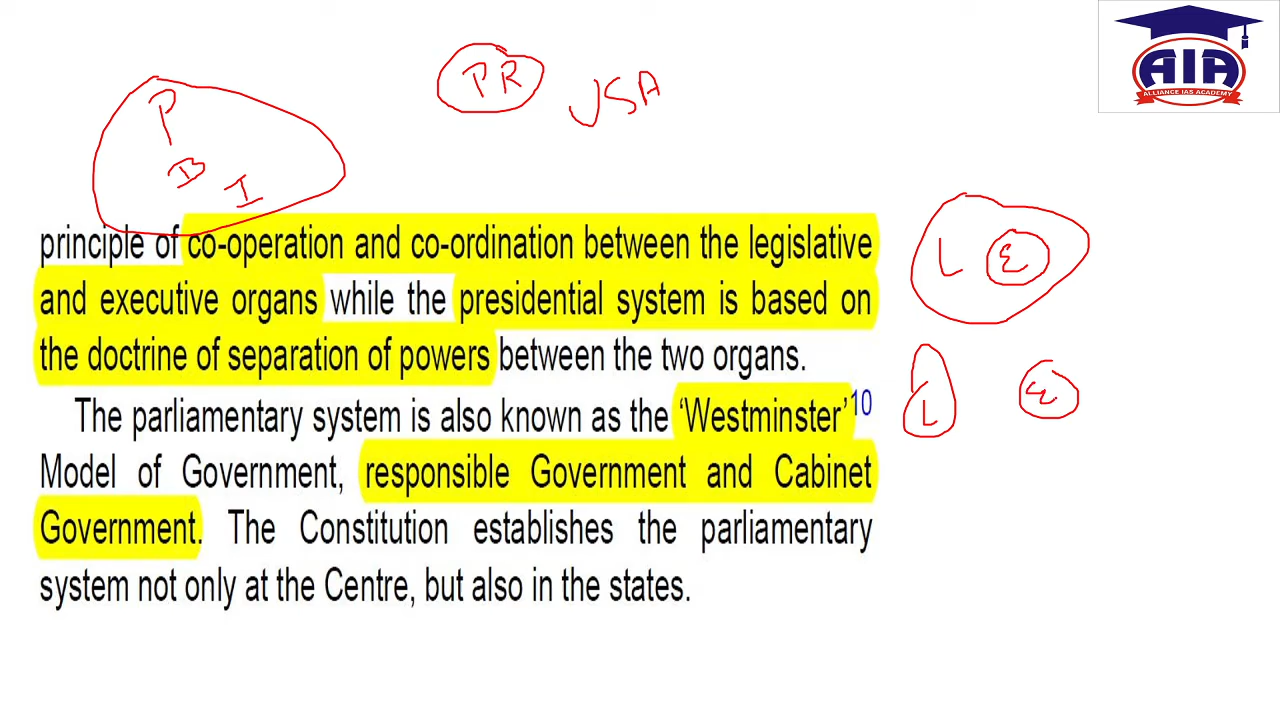 PR USA
AIA
ALLIANCE IAS ACADEMY
P
B
I
principle of co-operation and co-ordination between the legislative
and executive organs while the presidential system is based on
the doctrine of separation of powers between the two organs.
The parliamentary system is also known as the ‘Westminster’10
Model of Government, responsible Government and Cabinet
Government. The Constitution establishes the parliamentary
system not only at the Centre, but also in the states.
L E
L E